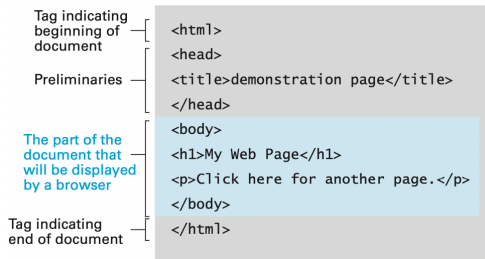 Tag indicating
beginning of
document
<html>
<head>
Preliminaries
<title>demonstration page</title>
</head>
<body>
The part of the
document that
will be displayed
by a browser
<h1>My Web Page</h1>
<p>Click here for another page.</p>
</body>
Tag indicating
end of document
</html>